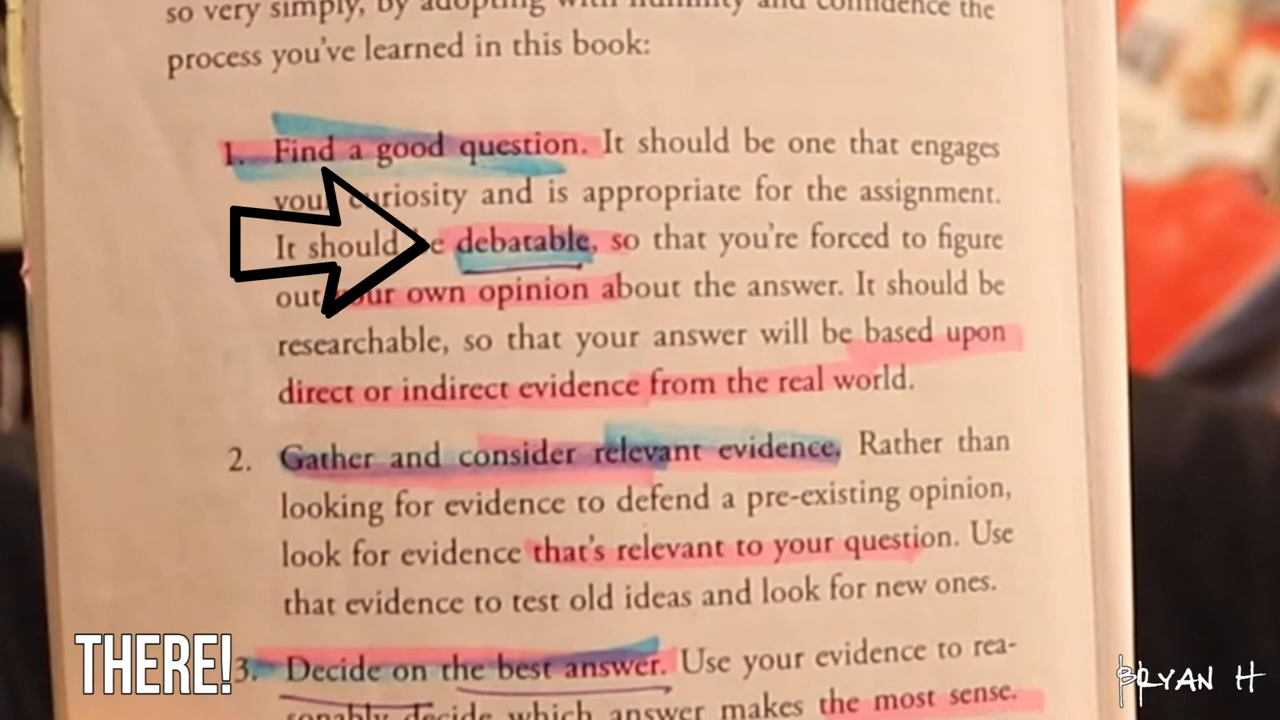 so very simply, by adopting with humility and confidence the
process you've learned in this book:
1. Find a good question. It should be one that engages
your curiosity and is appropriate for the assignment.
It should be debatable, so that you're forced to figure
out your own opinion about the answer. It should be
researchable, so that your answer will be based upon
direct or indirect evidence from the real world.
2. Gather and consider relevant evidence. Rather than
looking for evidence to defend a pre-existing opinion,
look for evidence that's relevant to your question. Use
that evidence to test old ideas and look for new ones.
THERE!
3. Decide on the best answer. Use your evidence to rea-
sonably decide which answer makes the most sense.
BRYAN H